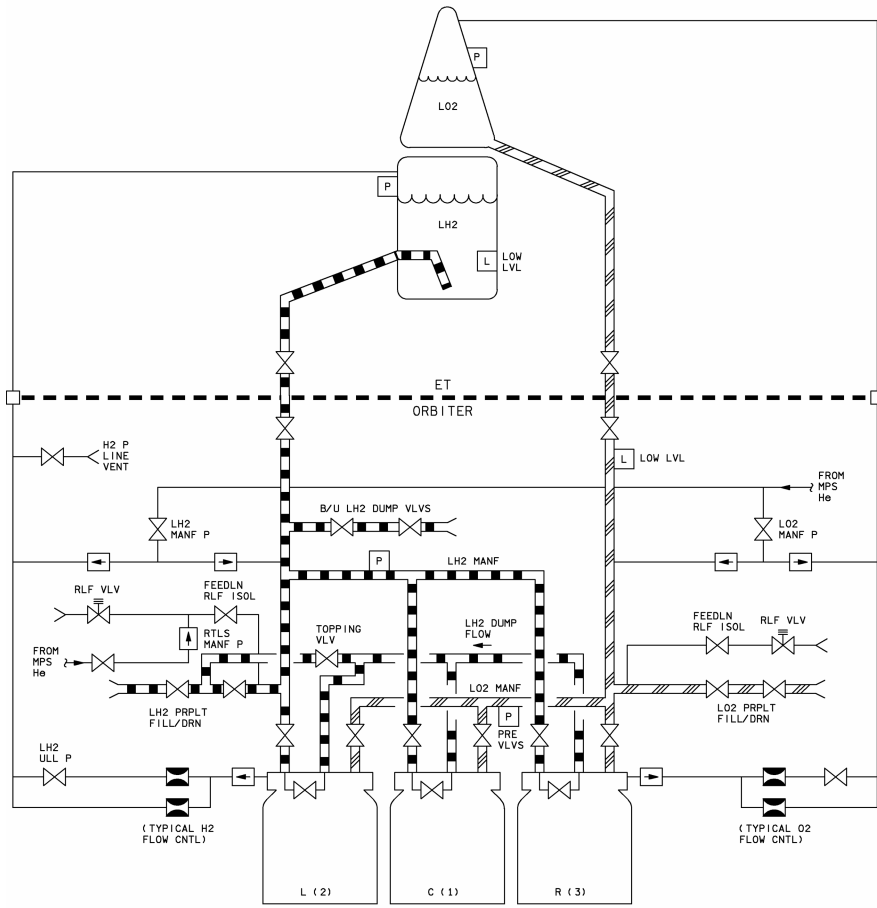 P
LO2
P
LH2
L
LOW
LVL
ET
ORBITER
H2 P
LINE
VENT
L
LOW LVL
FROM
MPS
He
B/U LH2 DUMP VLVS
LH2
MANF P
LO2
MANF P
P
LH2 MANF
RLF VLV
FEEDLN
RLF ISOL
RTLS
MANF P
TOPPING
VLV
LH2 DUMP
FLOW
FEEDLN
RLF ISOL
RLF VLV
FROM
MPS
He
LO2 MANF
LH2 PRPLT
FILL/DRN
P
PRE
VLVS
LO2 PRPLT
FILL/DRN
LH2
ULL P
(TYPICAL H2
FLOW CNTL)
(TYPICAL O2
FLOW CNTL)
L (2)
C (1)
R (3)